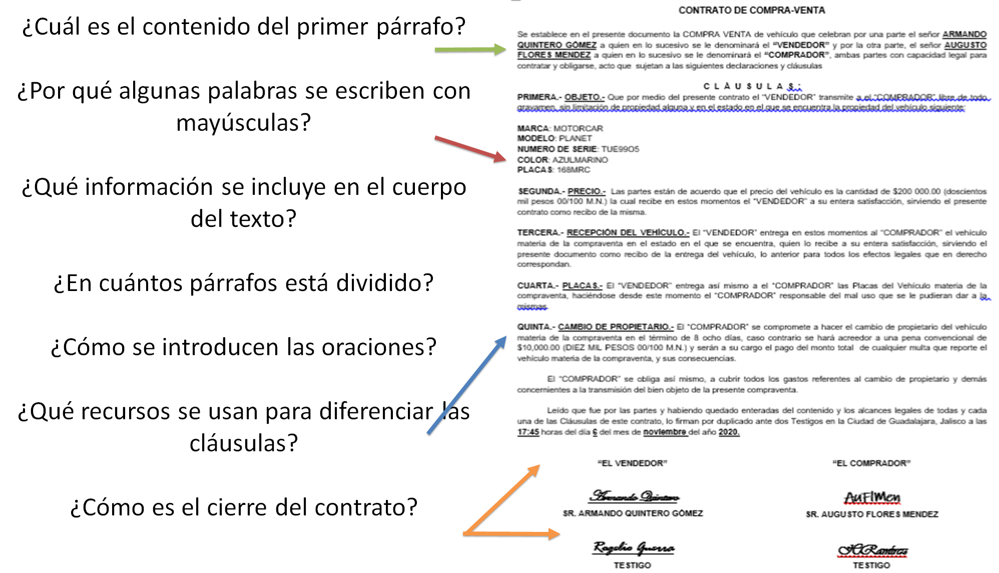 ¿Cuál es el contenido del primer párrafo?
¿Por qué algunas palabras se escriben con
mayúsculas?
¿Qué información se incluye en el cuerpo
del texto?
¿En cuántos párrafos está dividido?
¿Cómo se introducen las oraciones?
¿Qué recursos se usan para diferenciar las
cláusulas?
¿Cómo es el cierre del contrato?
CONTRATO DE COMPRA-VENTA
Se establece en el presente documento la COMPRA VENTA de vehículo que celebran por una parte el señor ARMANDO
QUINTERO GÓMEZ a quien en lo sucesivo se le denominará el “VENDEDOR” y por la otra parte, el señor AUGUSTO
FLORES MENDEZ a quien en lo sucesivo se le denominará el “COMPRADOR”, ambas partes con capacidad legal para
contratar y obligarse, acto que sujetan a las siguientes declaraciones y cláusulas
C L Á U S U L A S :
PRIMERA.- OBJETO.- Que por medio del presente contrato el “VENDEDOR” transmite a el “COMPRADOR” libre de todo
gravamen, sin limitación de propiedad alguna y en el estado en el que se encuentra la propiedad del vehículo siguiente:
MARCA: MOTORCAR
MODELO: PLANET
NUMERO DE SERIE: TUE99O5
COLOR: AZULMARINO
PLACAS: 168MRC
SEGUNDA.- PRECIO.- Las partes están de acuerdo que el precio del vehículo es la cantidad de $200 000.00 (doscientos
mil pesos 00/100 M.N.) la cual recibe en estos momentos el “VENDEDOR” a su entera satisfacción, sirviendo el presente
contrato como recibo de la misma.
TERCERA.- RECEPCIÓN DEL VEHÍCULO.- El “VENDEDOR” entrega en estos momentos al “COMPRADOR” el vehículo
materia de la compraventa en el estado en el que se encuentra, quien lo recibe a su entera satisfacción, sirviendo el
presente documento como recibo de la entrega del vehículo, lo anterior para todos los efectos legales que en derecho
correspondan.
CUARTA.- PLACAS.- El “VENDEDOR” entrega así mismo a el “COMPRADOR” las Placas del Vehículo materia de la
compraventa, haciéndose desde este momento el “COMPRADOR” responsable del mal uso que se le pudieran dar a la
mismas.
QUINTA.- CAMBIO DE PROPIETARIO.- El “COMPRADOR” se compromete a hacer el cambio de propietario del vehículo
materia de la compraventa en el término de 8 ocho días, caso contrario se hará acreedor a una pena convencional de
$10,000.00 (DIEZ MIL PESOS 00/100 M.N.) y serán a su cargo el pago del monto total de cualquier multa que reporte el
vehículo materia de la compraventa, y sus consecuencias.
El “COMPRADOR” se obliga así mismo, a cubrir todos los gastos referentes al cambio de propietario y demás
concernientes a la transmisión del bien objeto de la presente compraventa.
Leído que fue por las partes y habiendo quedado enteradas del contenido y los alcances legales de todas y cada
una de las Cláusulas de este contrato, lo firman por duplicado ante dos Testigos en la Ciudad de Guadalajara, Jalisco a las
17:45 horas del día 6 del mes de noviembre del año 2020.
“EL VENDEDOR” “EL COMPRADOR”
Armando Quintero AuFlMen
SR. ARMANDO QUINTERO GÓMEZ SR. AUGUSTO FLORES MENDEZ
Rogelio Guerra
TESTIGO TESTIGO